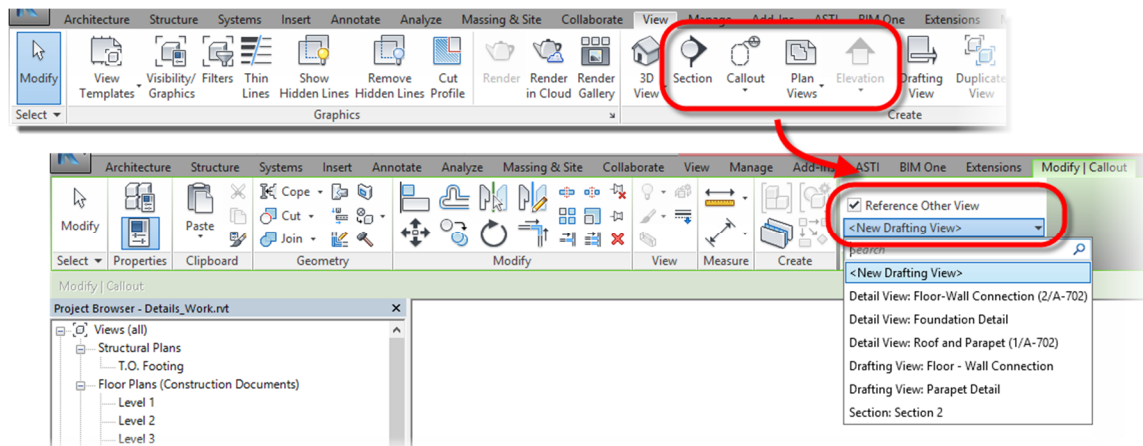 Architecture Structure Systems Insert Annotate Analyze Massing & Site Collaborate View Manage Add-Ins ASTI BIM One Extensions
Modify View Templates Visibility/ Graphics Filters Thin Lines Show Hidden Lines Remove Hidden Lines Cut Profile Render Render in Cloud Render Gallery 3D View Section Callout Plan Views Elevation Drafting View Duplicate View
Select Graphics Create
Architecture Structure Systems Insert Annotate Analyze Massing & Site Collaborate View Manage Add-Ins ASTI BIM One Extensions Modify | Callout
Cope
Reference Other View
Modify Paste Cut
<New Drafting View>
Join
Search
Select Properties Clipboard Geometry Modify View Measure Create
<New Drafting View>
Modify | Callout
Detail View: Floor-Wall Connection (2/A-702)
Project Browser - Details_Work.rvt
Detail View: Foundation Detail
Views (all)
Detail View: Roof and Parapet (1/A-702)
Structural Plans
T.O. Footing
Drafting View: Floor - Wall Connection
Floor Plans (Construction Documents)
Drafting View: Parapet Detail
Level 1
Section: Section 2
Level 2
Level 3